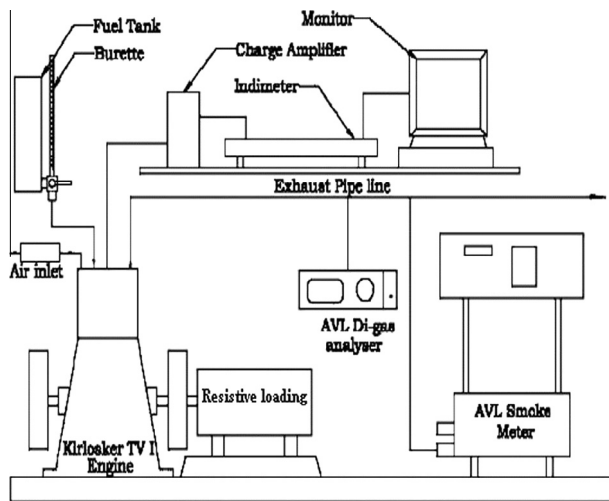 Fuel Tank
Burette
Charge Amplifier
Indimeter
Monitor
Exhaust Pipe line
Air inlet
AVL Di-gas
analyser
Resistive loading
Kirlosker TV I
Engine
AVL Smoke
Meter